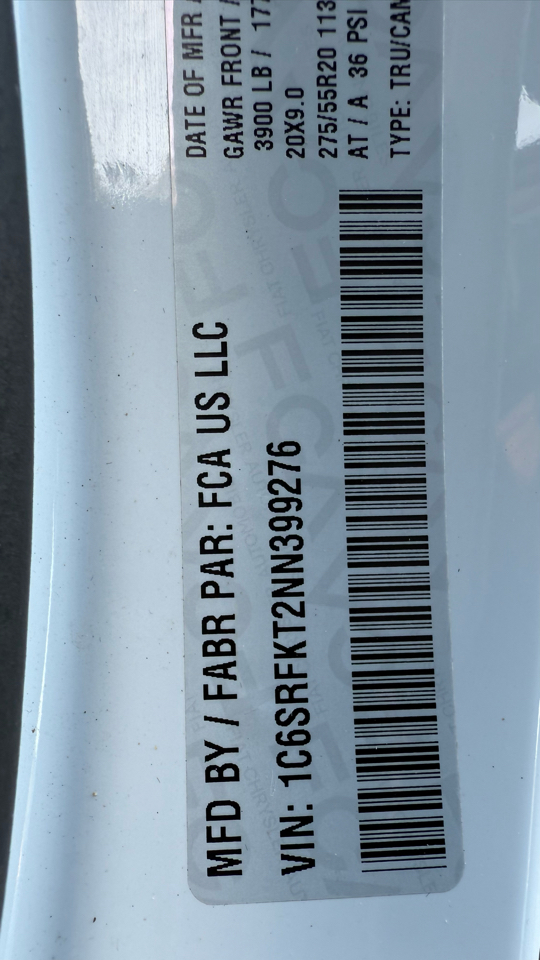 DATE OF MFR
GAWR FRONT /
3900 LB /
20X9.0
275/55R20 113
AT / A 36 PSI
TYPE: TRU/CAM
MFD BY / FABR PAR: FCA US LLC
VIN: 1C6SRFKT2NN399276